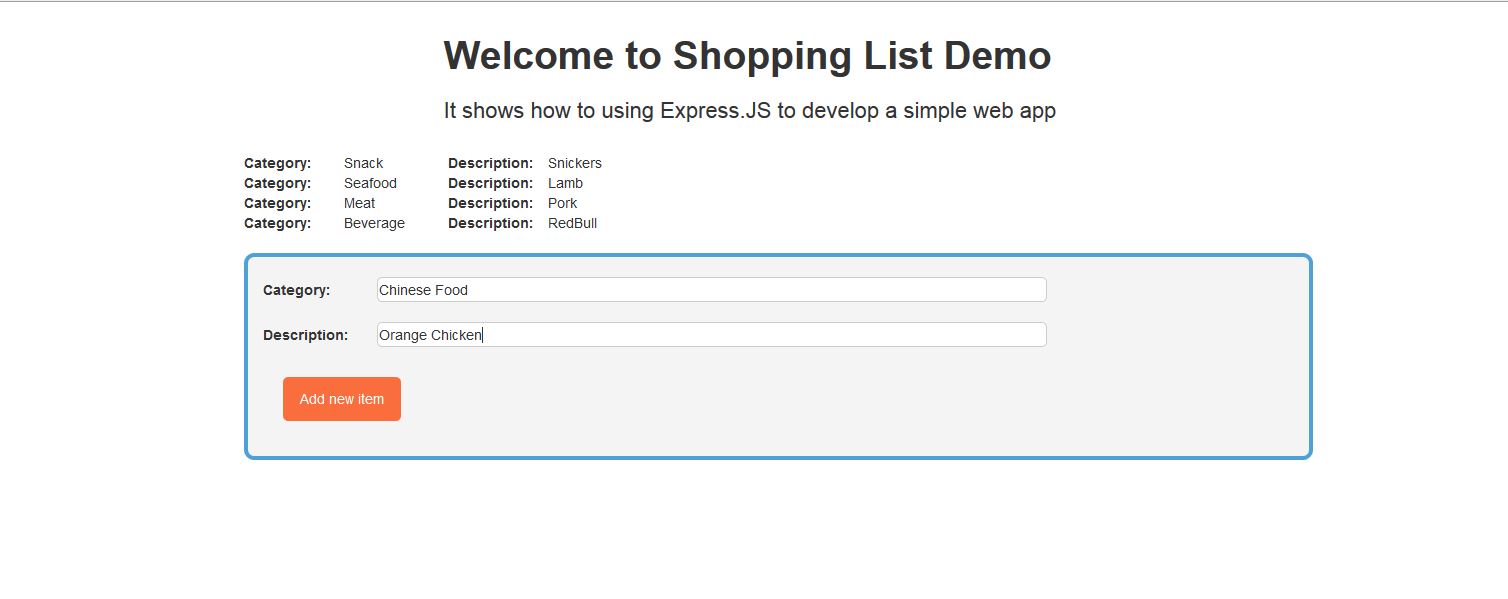 Welcome to Shopping List Demo
It shows how to using Express.JS to develop a simple web app
Category: Snack Description: Snickers
Category: Seafood Description: Lamb
Category: Meat Description: Pork
Category: Beverage Description: RedBull
Category: Chinese Food
Description: Orange Chicken
Add new item